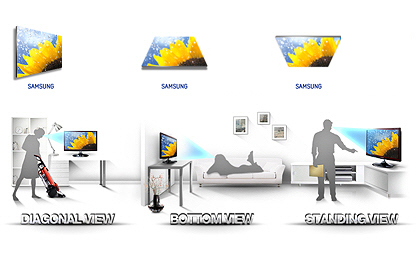 SAMSUNG
SAMSUNG
SAMSUNG
DIAGONAL VIEW
BOTTOM VIEW
STANDING VIEW